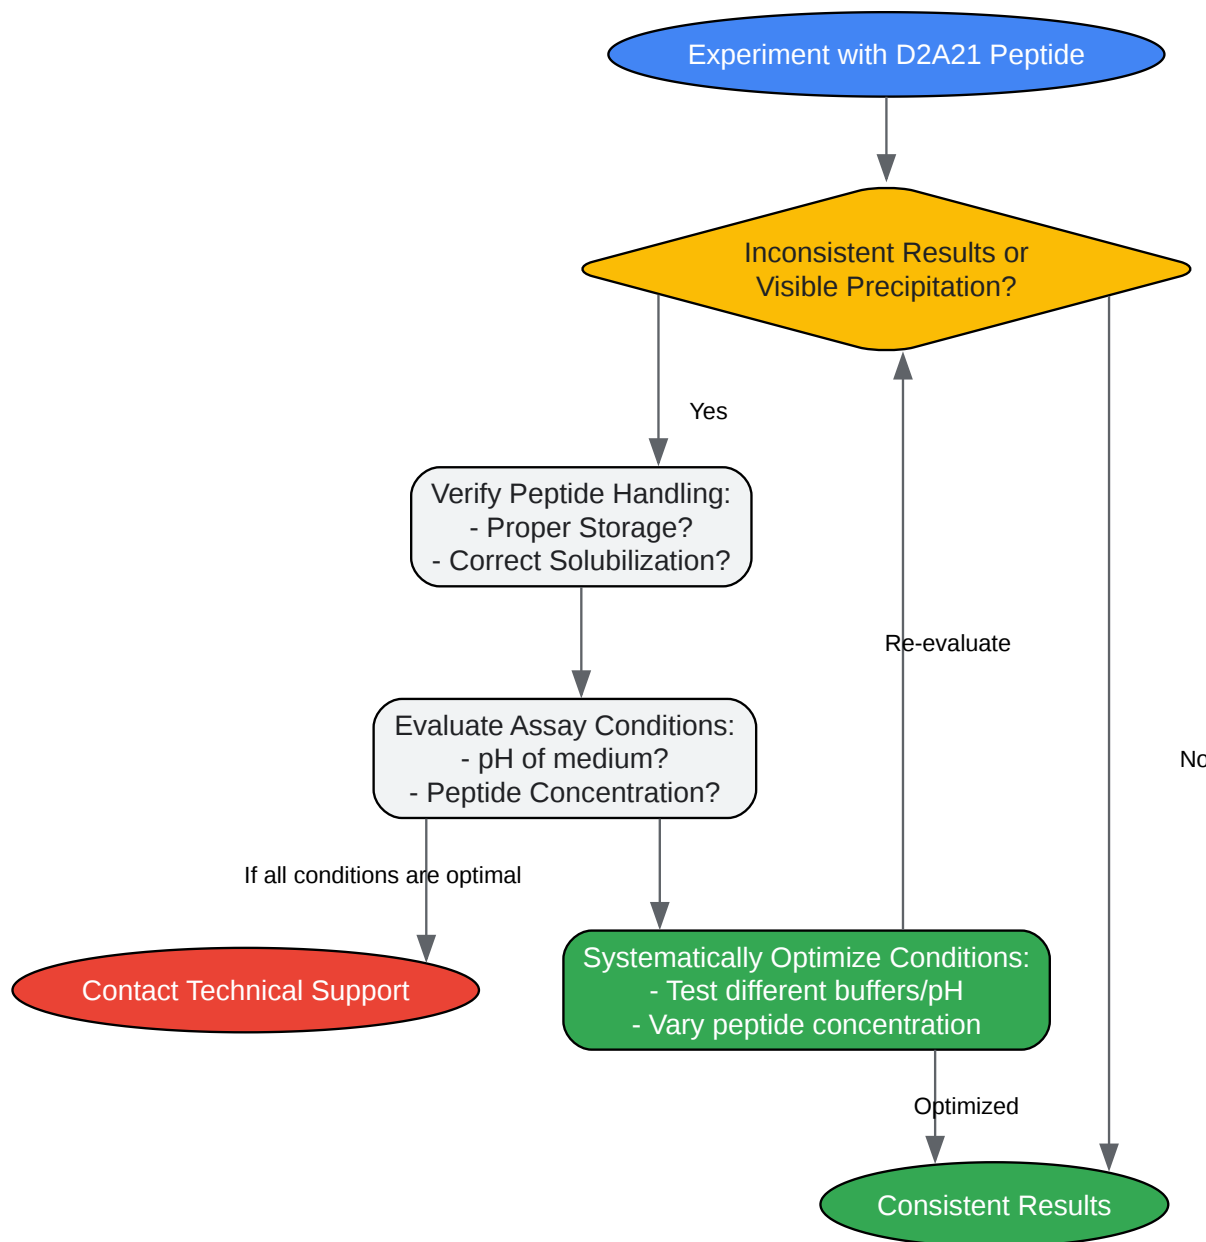 Experiment with D2A21 Peptide
Inconsistent Results or
Visible Precipitation?
Yes
Verify Peptide Handling:
- Proper Storage?
- Correct Solubilization?
Re-evaluate
Evaluate Assay Conditions:
- pH of medium?
- Peptide Concentration?
No
If all conditions are optimal
Contact Technical Support
Systematically Optimize Conditions:
- Test different buffers/pH
- Vary peptide concentration
Optimized
Consistent Results